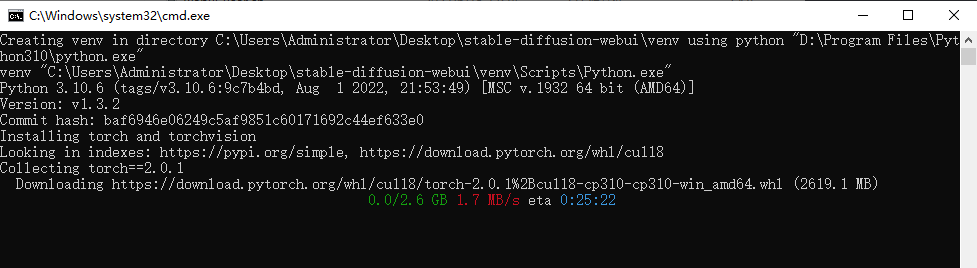 C:\Windows\system32\cmd.exe
Creating venv in directory C:\Users\Administrator\Desktop\stable-diffusion-webui\venv using python "D:\Program Files\Pyt
hon310\python.exe"
venv "C:\Users\Administrator\Desktop\stable-diffusion-webui\venv\Scripts\Python.exe"
Python 3.10.6 (tags/v3.10.6:9c7b4bd, Aug  1 2022, 21:53:49) [MSC v.1932 64 bit (AMD64)]
Version: v1.3.2
Commit hash: baf6946e06249c5af9851c60171692c44ef633e0
Installing torch and torchvision
Looking in indexes: https://pypi.org/simple, https://download.pytorch.org/whl/cu118
Collecting torch==2.0.1
  Downloading https://download.pytorch.org/whl/cu118/torch-2.0.1%2Bcu118-cp310-cp310-win_amd64.whl (2619.1 MB)
0.0/2.6 GB 1.7 MB/s eta 0:25:22